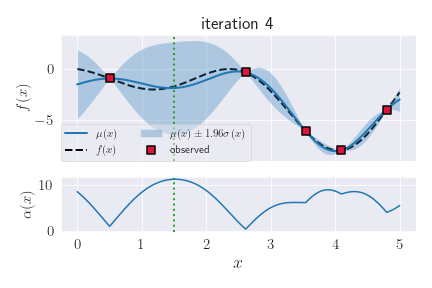 iteration 4
f(x)
0
−5
μ(x)
μ(x) ± 1.96σ(x)
f(x)
observed
α(x)
10
0
0 1 2 3 4 5
x